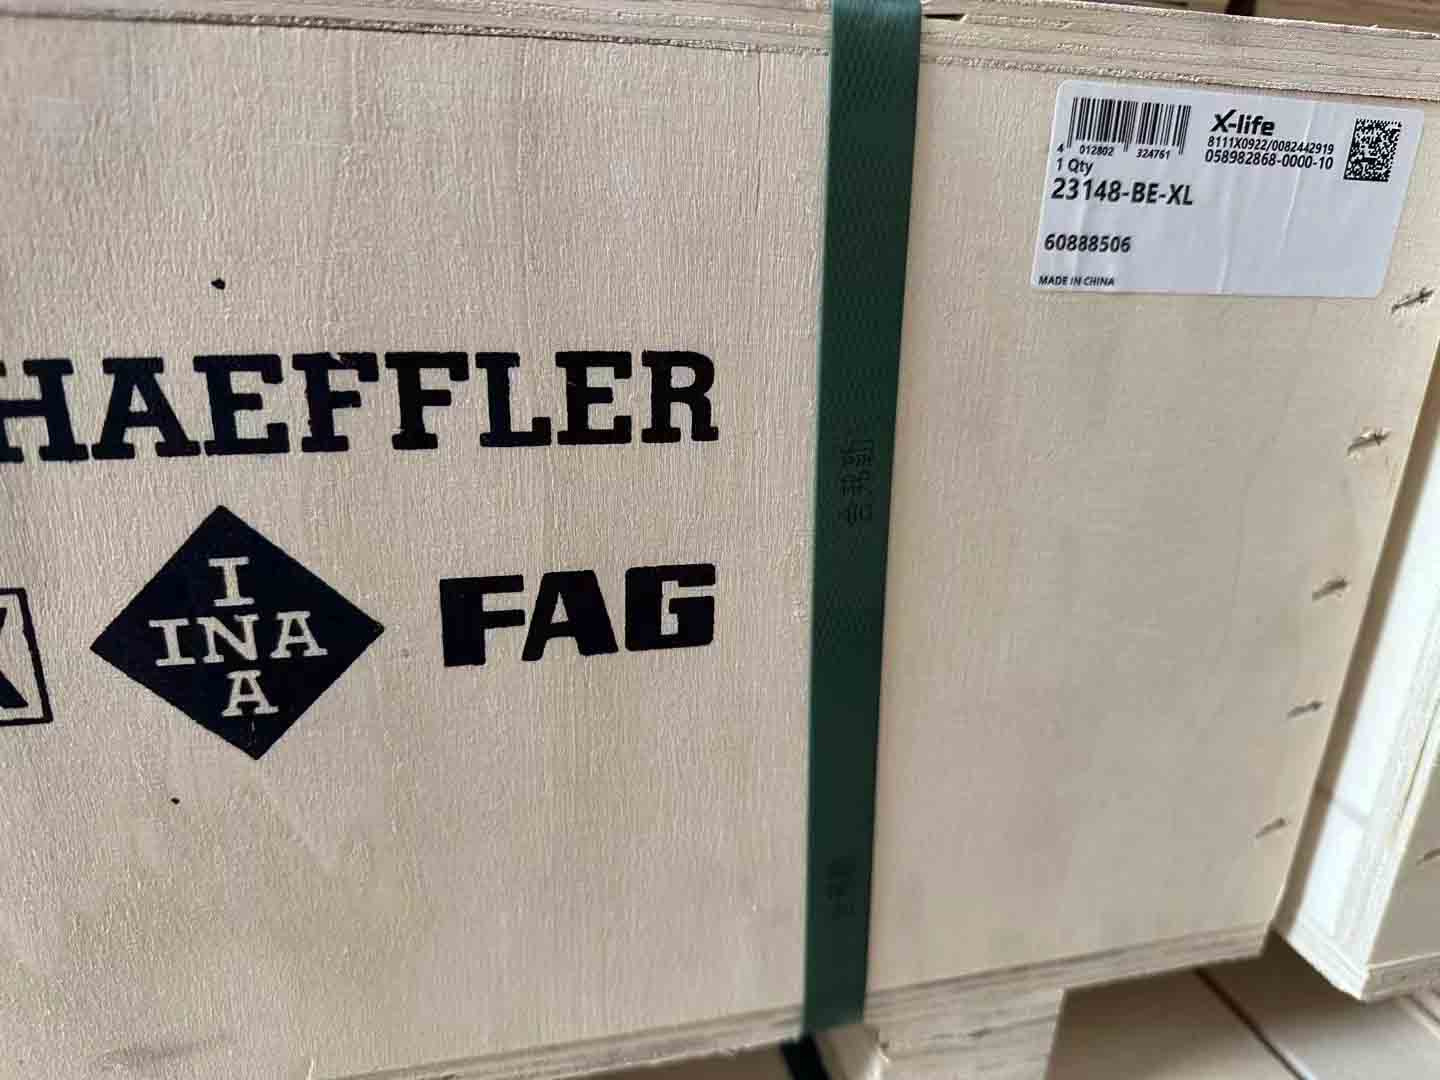 HAEFFLER
INA
INA
FAG
X-life
8111X0922/0082442919
058982868-0000-10
4 012802 324761
1 Qty
23148-BE-XL
60888506
MADE IN CHINA